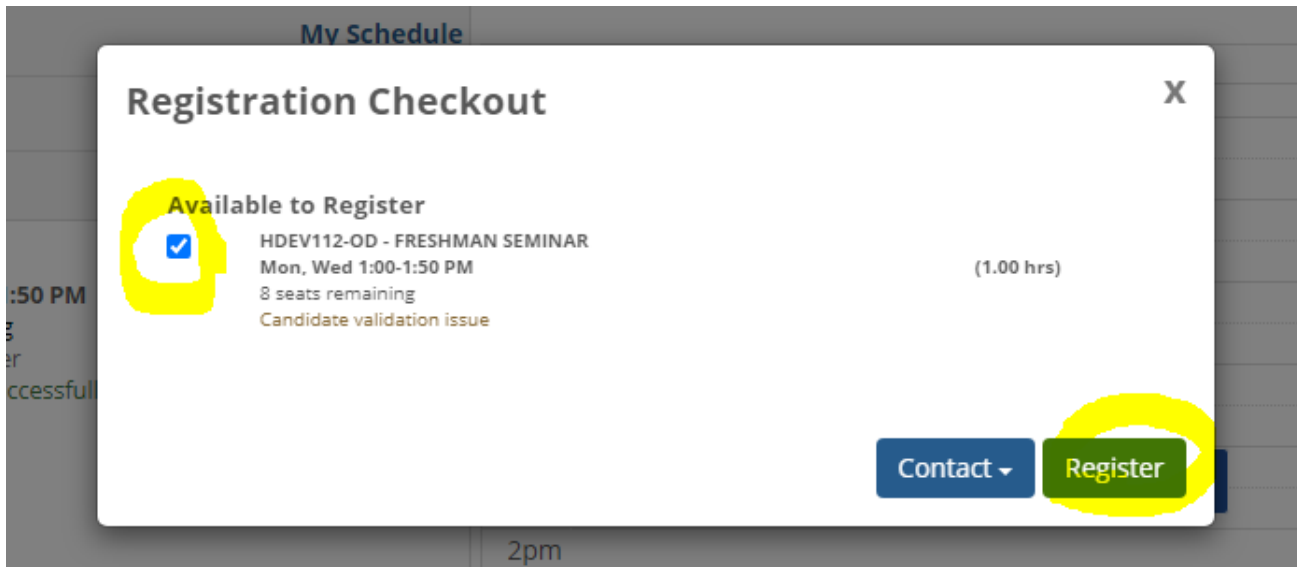 My Schedule
Registration Checkout
X
Available to Register
HDEV112-OD - FRESHMAN SEMINAR
Mon, Wed 1:00-1:50 PM
(1.00 hrs)
8 seats remaining
Candidate validation issue
:50 PM
g
er
ccessfull
Contact
Register
2pm